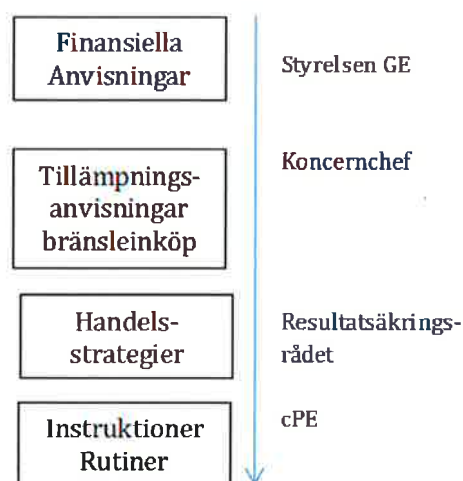 Finansiella
Anvisningar
Styrelsen GE
Tillämpnings-
anvisningar
bränsleinköp
Koncernchef
Handels-
strategier
Resultatsäkrings-
rådet
Instruktioner
Rutiner
cPE